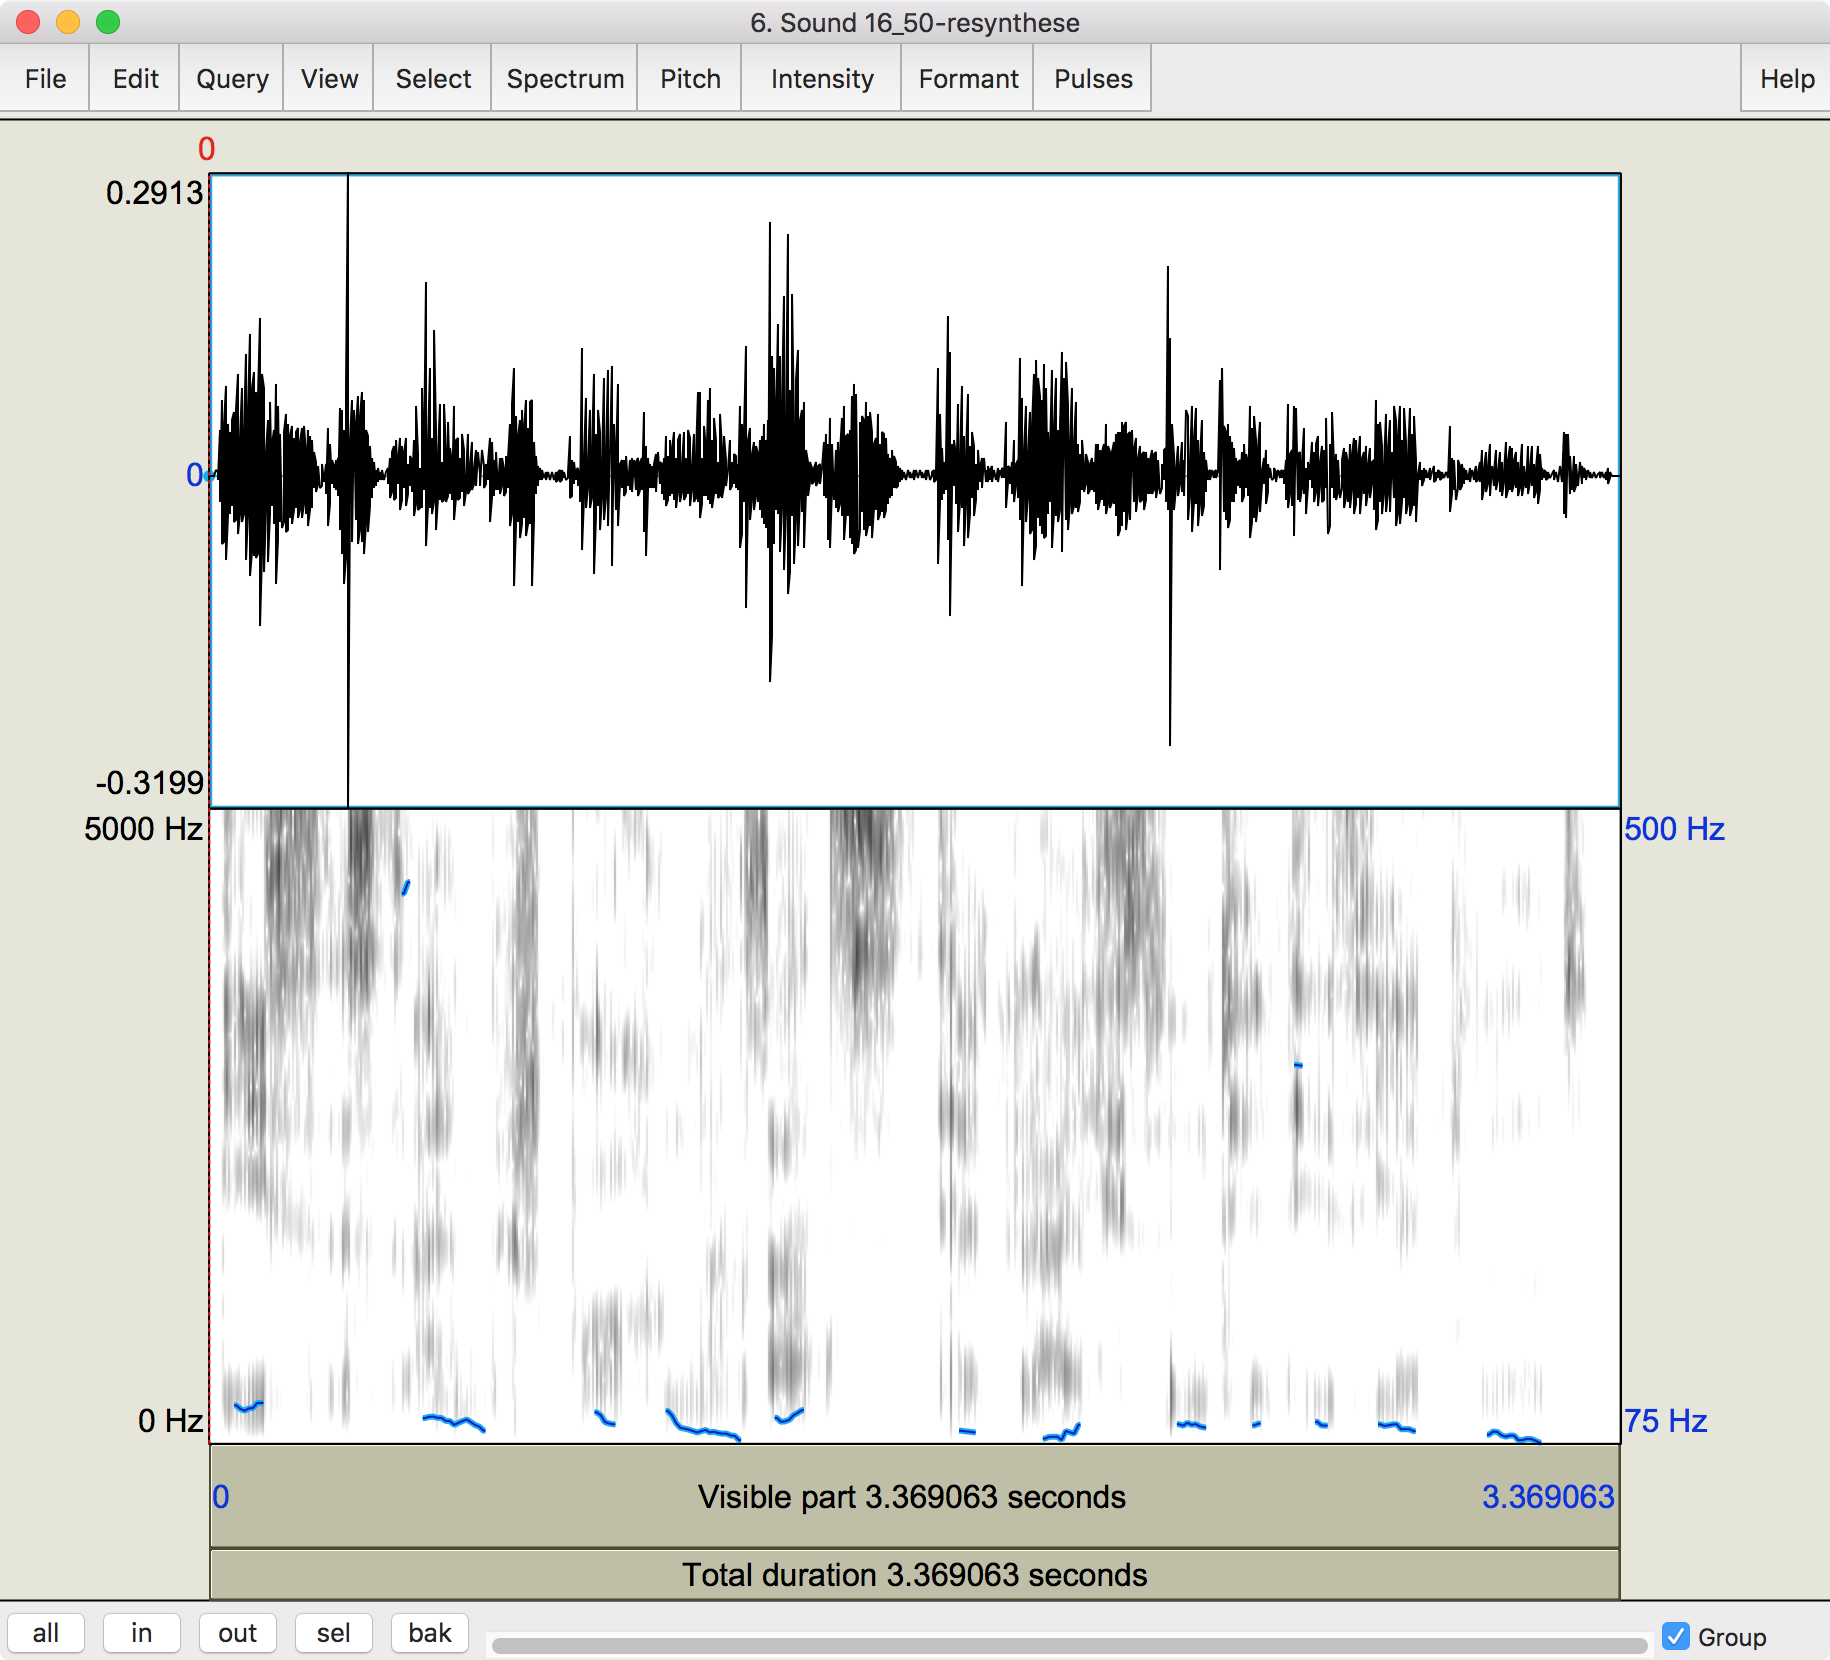 6. Sound 16_50-resynthese
File Edit Query View Select Spectrum Pitch Intensity Formant Pulses Help
0
0.2913
0
-0.3199
5000 Hz 500 Hz
0 Hz 75 Hz
0 Visible part 3.369063 seconds 3.369063
Total duration 3.369063 seconds
all in out sel bak Group